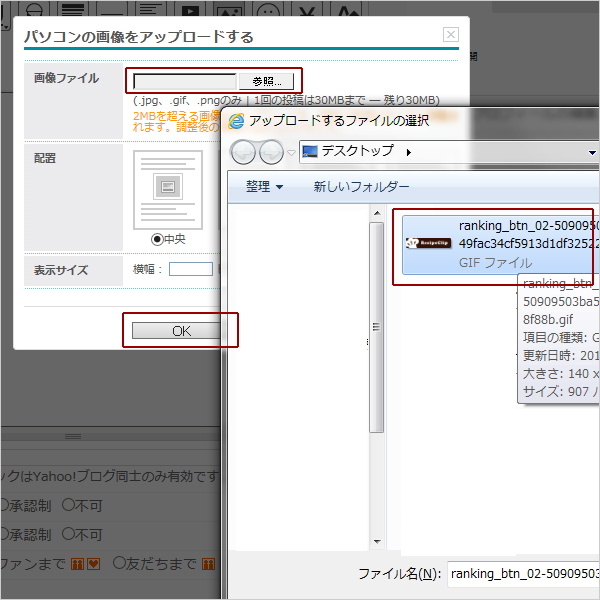 パソコンの画像をアップロードする
画像ファイル
参照...
(.jpg、.gif、.pngのみ | 1回の投稿は30MBまで — 残り30MB)
2MBを超える画像
れます。調整後の
配置
中央
表示サイズ
横幅：
OK
アップロードするファイルの選択
デスクトップ
整理
新しいフォルダー
ranking_btn_02-509095
49fac34cf5913d1df32522
GIF ファイル
RecipeClip
ranking_btn_
50909503ba5
8f88b.gif
項目の種類: G
更新日時: 201
大きさ: 140 x
サイズ: 907 バ
ックはYahoo!ブログ同士のみ有効です
承認制 不可
承認制 不可
ファンまで 友だちまで
ファイル名(N): ranking_btn_02-5090950